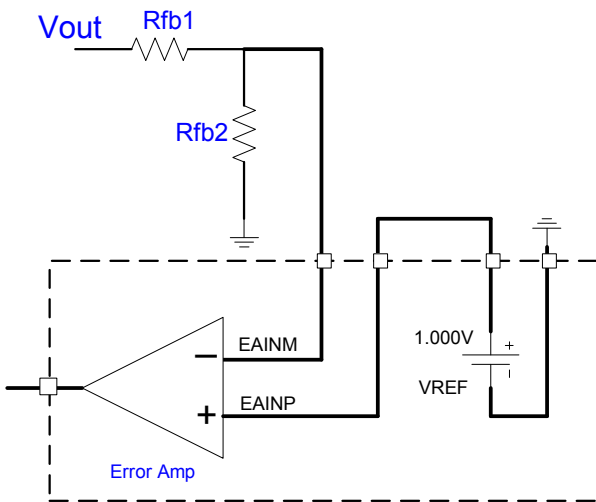 Vout
Rfb1
Rfb2
1.000V
+
VREF
-
EAINM
−
EAINP
+
Error Amp